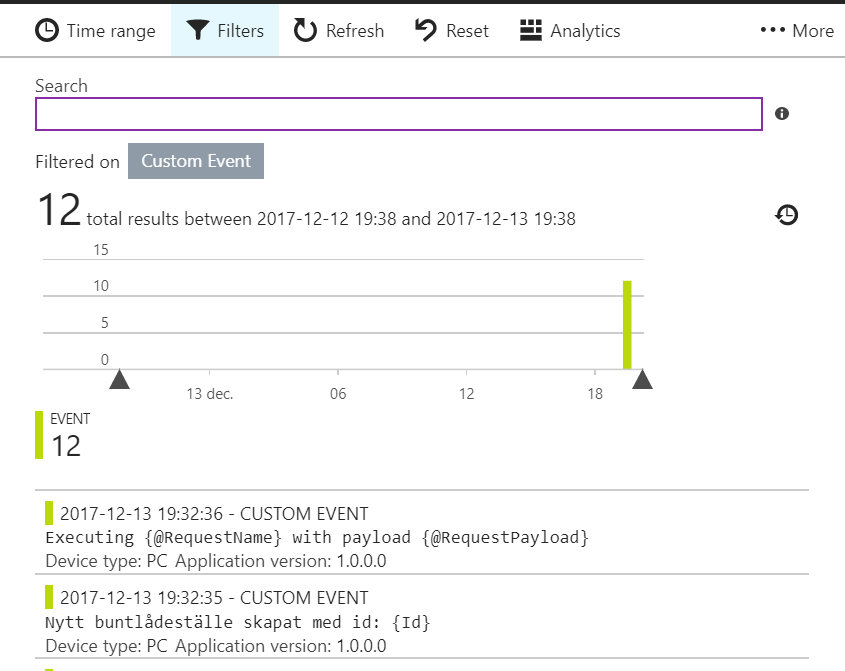 Time range Filters Refresh Reset Analytics ••• More
Search
Filtered on Custom Event
12 total results between 2017-12-12 19:38 and 2017-12-13 19:38
15
10
5
0
13 dec. 06 12 18
EVENT
12
2017-12-13 19:32:36 - CUSTOM EVENT
Executing {@RequestName} with payload {@RequestPayload}
Device type: PC Application version: 1.0.0.0
2017-12-13 19:32:35 - CUSTOM EVENT
Nytt buntlådeställe skapat med id: {Id}
Device type: PC Application version: 1.0.0.0